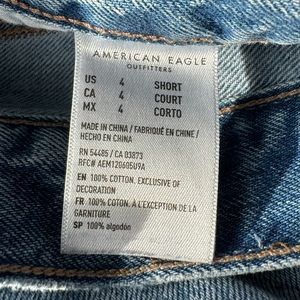 AMERICAN EAGLE
OUTFITTERS
US 4 SHORT
CA 4 COURT
MX 4 CORTO
MADE IN CHINA / FABRIQUÉ EN CHINE /
HECHO EN CHINA
RN 54485 / CA 03873
RFC# AEM120605U9A
EN 100% COTTON. EXCLUSIVE OF
DECORATION
FR 100% COTON. À L'EXCEPTION DE LA
GARNITURE
SP 100% algodón